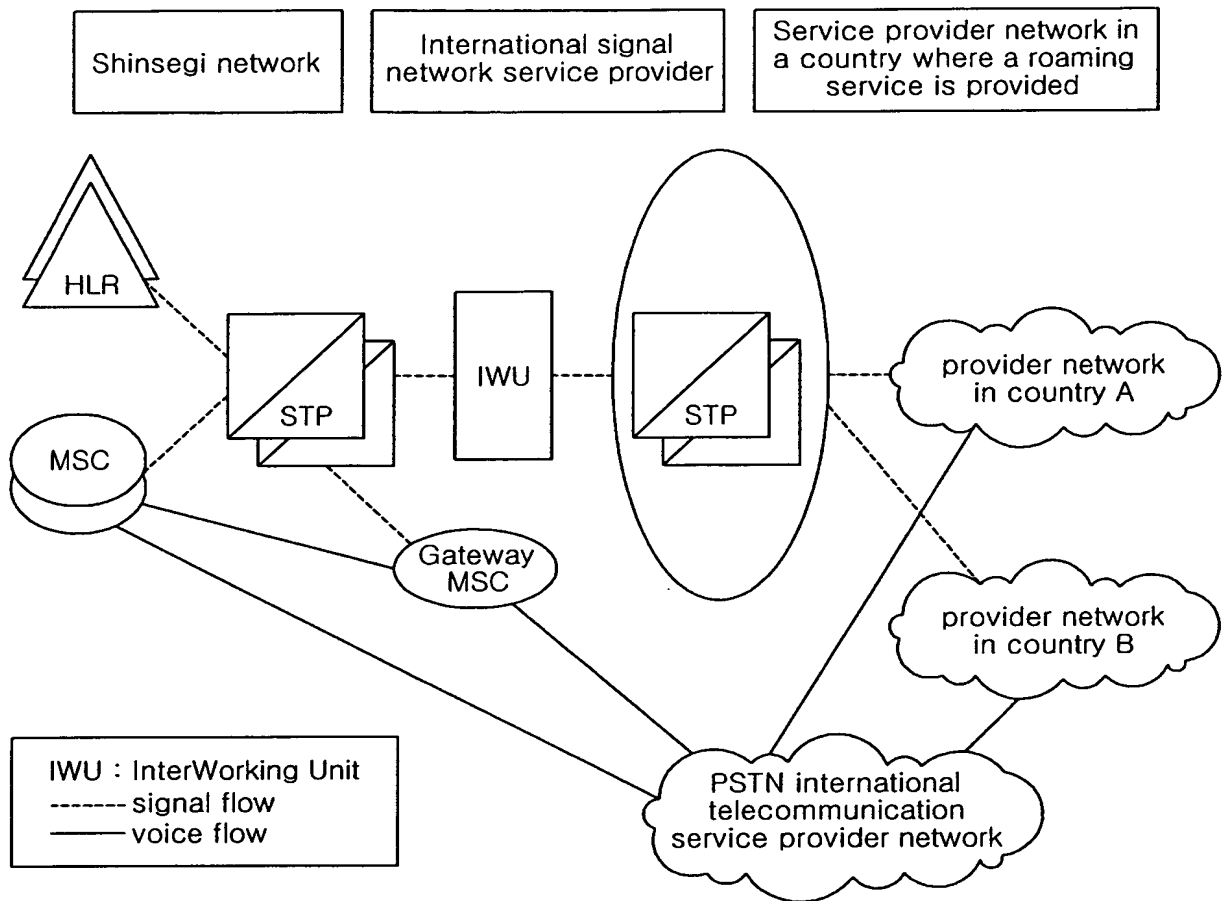 Shinsegi network
International signal
network service provider
Service provider network in
a country where a roaming
service is provided
HLR
STP
IWU
STP
provider network
in country A
MSC
Gateway
MSC
provider network
in country B
IWU : InterWorking Unit
signal flow
voice flow
PSTN international
telecommunication
service provider network